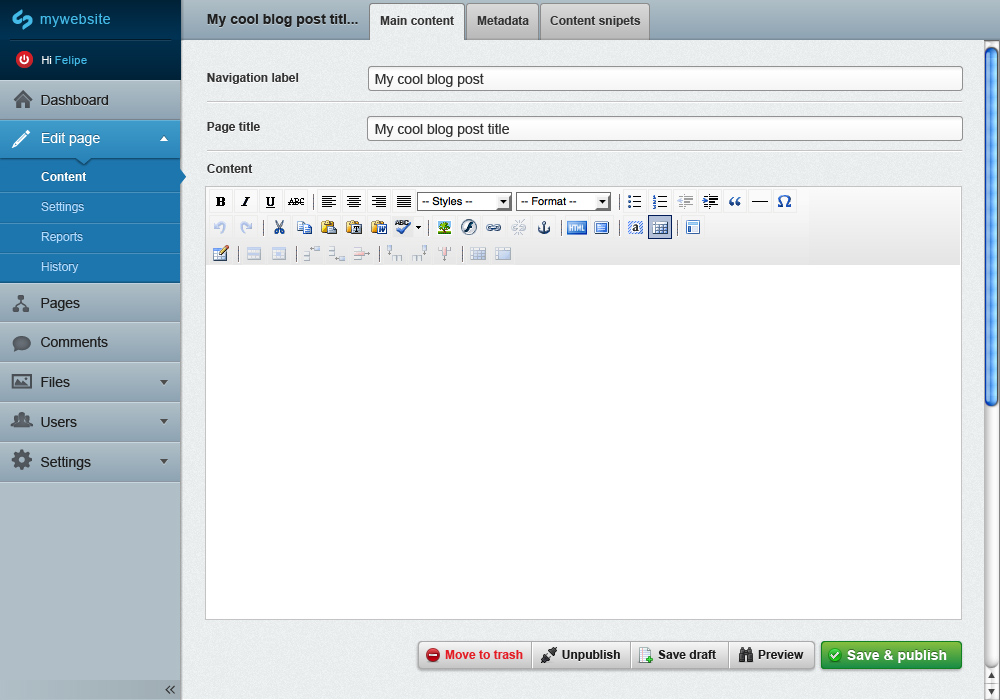 mywebsite
Hi Felipe
Dashboard
Edit page
Content
Settings
Reports
History
Pages
Comments
Files
Users
Settings
My cool blog post titl...
Main content
Metadata
Content snipets
Navigation label
My cool blog post
Page title
My cool blog post title
Content
B I U ABC
-- Styles --
-- Format --
ABC
HTML
Move to trash
Unpublish
Save draft
Preview
Save & publish